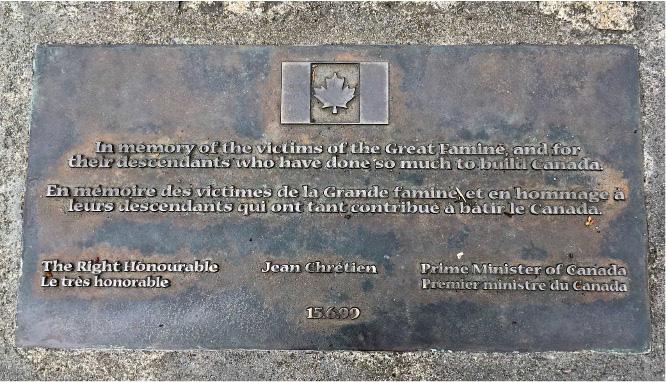 In memory of the victims of the Great Famine, and for
their descendants who have done so much to build Canada.
En mémoire des victimes de la Grande famine et en hommage à
leurs descendants qui ont tant contribué à bâtir le Canada.
The Right Honourable Jean Chrétien Prime Minister of Canada
Le très honorable Premier ministre du Canada
15.6.99